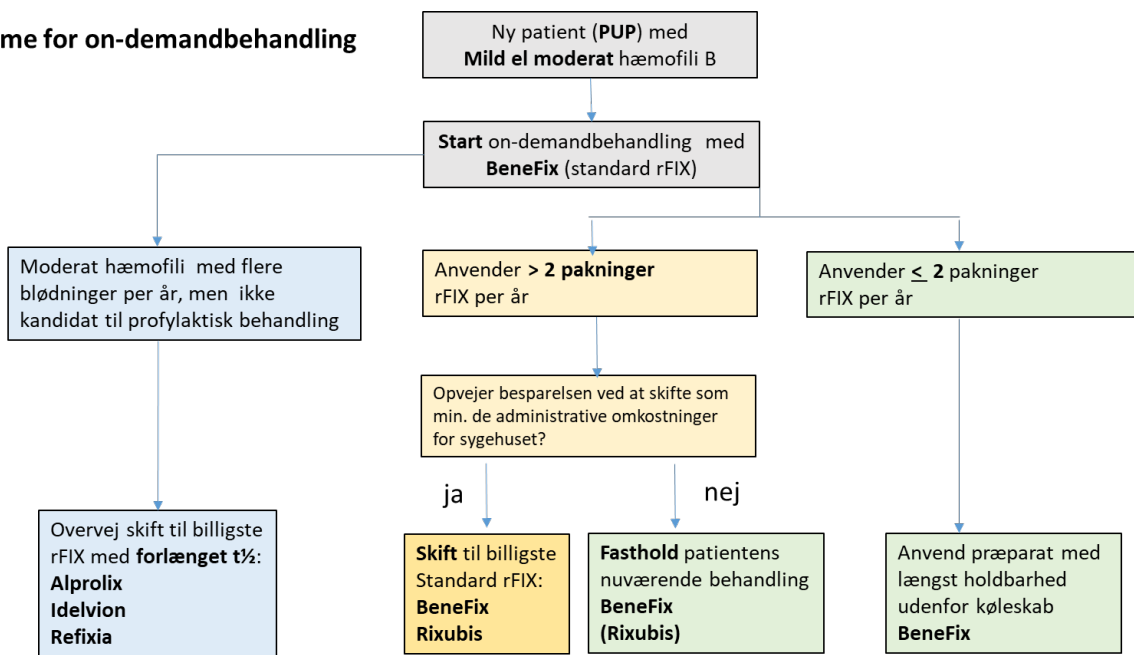 me for on-demandbehandling
Ny patient (PUP) med
Mild el moderat hæmofili B
Start on-demandbehandling med
BeneFix (standard rFIX)
Moderat hæmofili med flere
blødninger per år, men ikke
kandidat til profylaktisk behandling
Anvender > 2 pakninger
rFIX per år
Anvender < 2 pakninger
rFIX per år
Opvejer besparelsen ved at skifte som
min. de administrative omkostninger
for sygehuset?
ja
nej
Overvej skift til billigste
rFIX med forlænget t½:
Alprolix
Idelvion
Refixia
Skift til billigste
Standard rFIX:
BeneFix
Rixubis
Fasthold patientens
nuværende behandling
BeneFix
(Rixubis)
Anvend præparat med
længst holdbarhed
udenfor køleskab
BeneFix